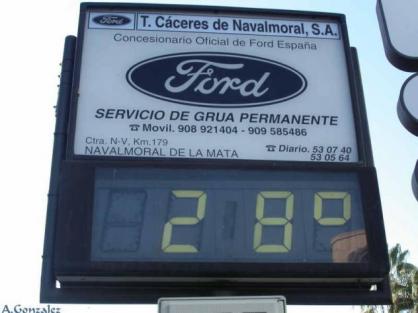 Ford
T. Cáceres de Navalmoral, S.A.
Concesionario Oficial de Ford España
Ford
SERVICIO DE GRUA PERMANENTE
☎ Movil. 908 921404 - 909 585486
Ctra. N-V, Km.179
NAVALMORAL DE LA MATA
☎ Diario. 53 07 40
53 05 64
28°
A.Gonzalez